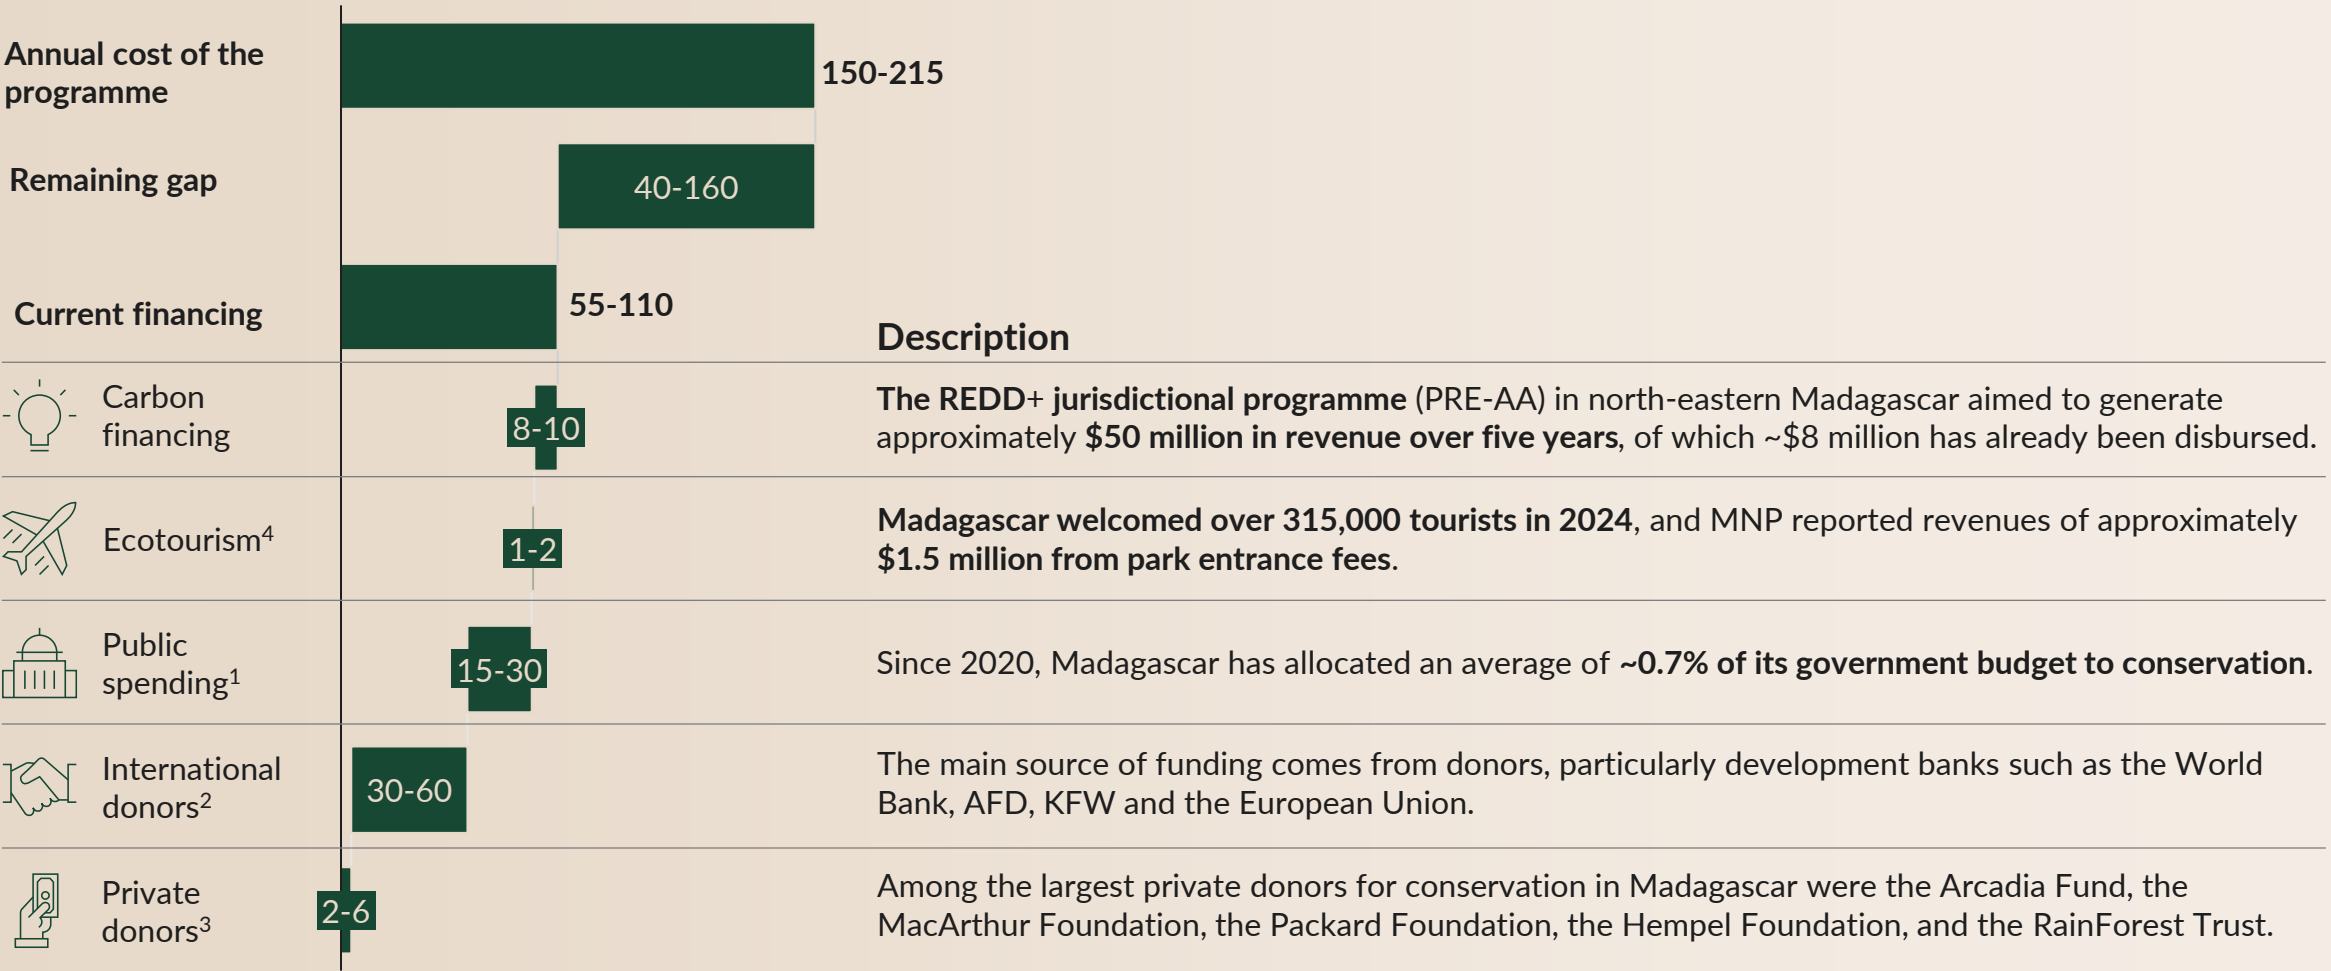 Annual cost of the
programme
150-215
Remaining gap
40-160
Current financing
55-110
Description
Carbon
financing
8-10
The REDD+ jurisdictional programme (PRE-AA) in north-eastern Madagascar aimed to generate
approximately $50 million in revenue over five years, of which ~$8 million has already been disbursed.
Ecotourism⁴
1-2
Madagascar welcomed over 315,000 tourists in 2024, and MNP reported revenues of approximately
$1.5 million from park entrance fees.
Public
spending¹
15-30
Since 2020, Madagascar has allocated an average of ~0.7% of its government budget to conservation.
International
donors²
30-60
The main source of funding comes from donors, particularly development banks such as the World
Bank, AFD, KFW and the European Union.
Private
donors³
2-6
Among the largest private donors for conservation in Madagascar were the Arcadia Fund, the
MacArthur Foundation, the Packard Foundation, the Hempel Foundation, and the RainForest Trust.